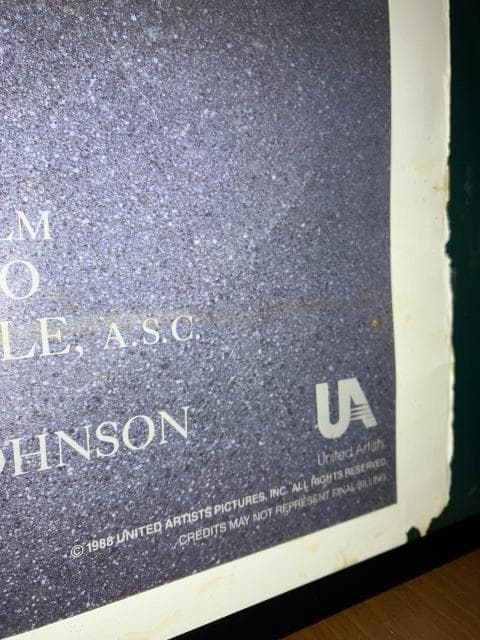 LM
O
LE, A.S.C.
OHNSON
UA
United Artists
© 1988 UNITED ARTISTS PICTURES, INC. ALL RIGHTS RESERVED
CREDITS MAY NOT REPRESENT FINAL BILLING.